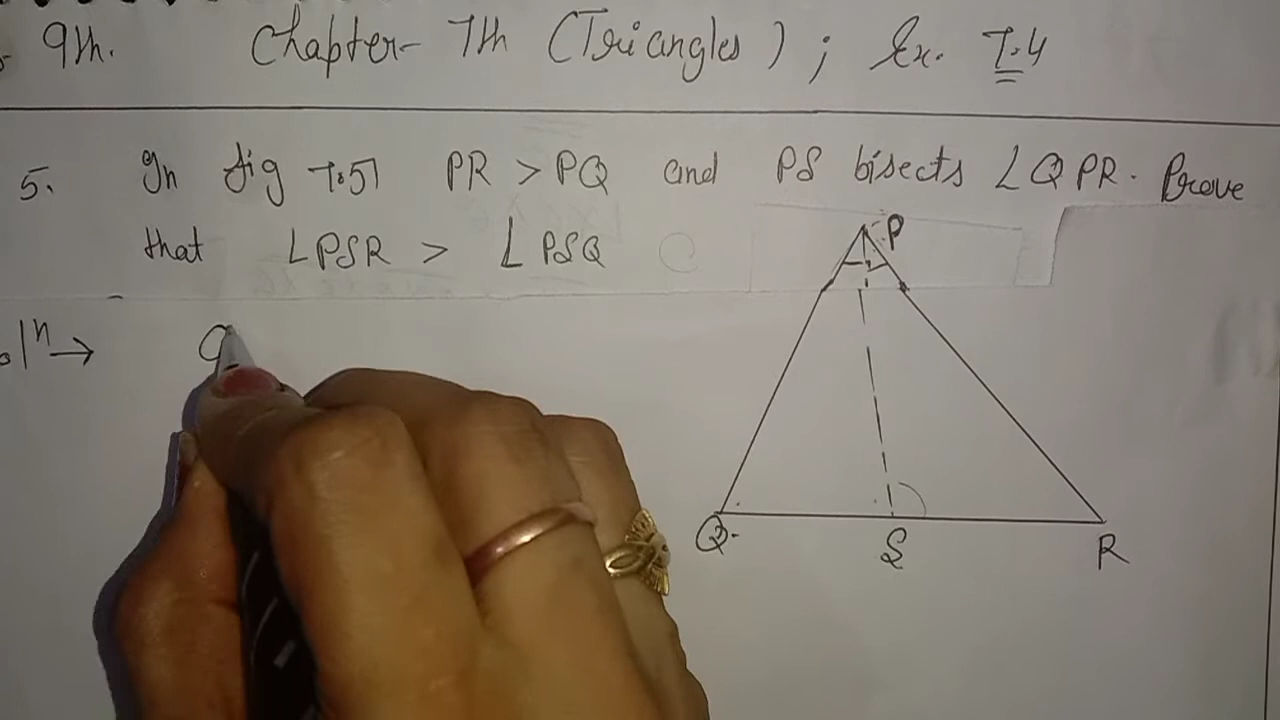 9th. Chapter- 7th (Triangles) ; Ex. 7.4
5. In fig 7.51 PR > PQ and PS bisects ∠QPR. Prove
that ∠PSR > ∠PSQ
P
ol^n →
Q
S
R